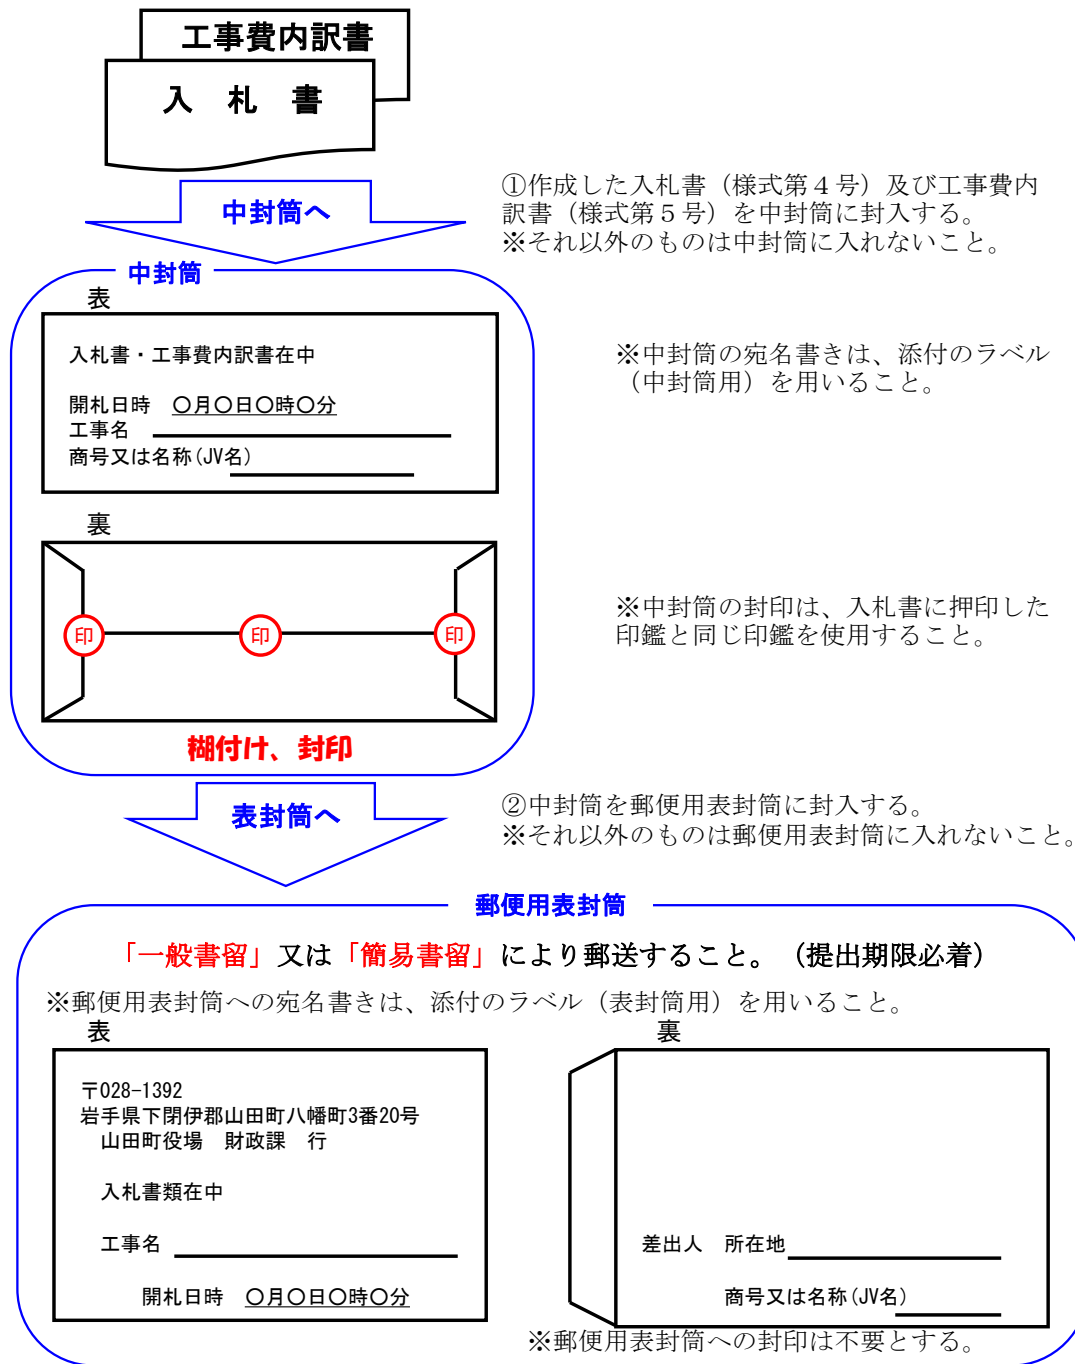 工事費内訳書
入　札　書
中封筒へ
①作成した入札書（様式第４号）及び工事費内
訳書（様式第５号）を中封筒に封入する。
※それ以外のものは中封筒に入れないこと。
中封筒
表
入札書・工事費内訳書在中
開札日時　〇月〇日〇時〇分
工事名
商号又は名称(JV名)
※中封筒の宛名書きは、添付のラベル
（中封筒用）を用いること。
裏
印　印　印
※中封筒の封印は、入札書に押印した
印鑑と同じ印鑑を使用すること。
糊付け、封印
表封筒へ
②中封筒を郵便用表封筒に封入する。
※それ以外のものは郵便用表封筒に入れないこと。
郵便用表封筒
「一般書留」又は「簡易書留」により郵送すること。（提出期限必着）
※郵便用表封筒への宛名書きは、添付のラベル（表封筒用）を用いること。
表
〒028-1392
岩手県下閉伊郡山田町八幡町3番20号
山田町役場　財政課　行
入札書類在中
工事名
開札日時　〇月〇日〇時〇分
裏
差出人　所在地
商号又は名称(JV名)
※郵便用表封筒への封印は不要とする。